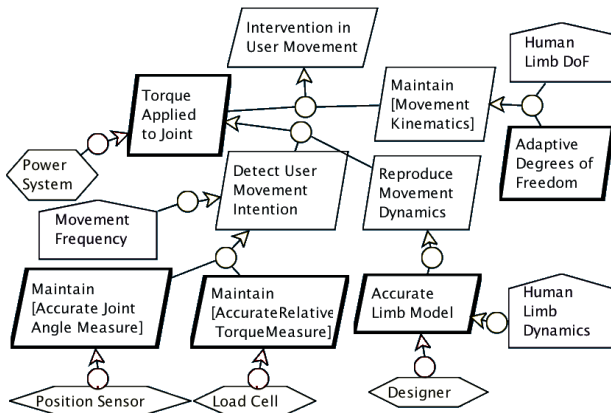 Intervention in
User Movement
Human
Limb DoF
Torque
Applied
to Joint
Maintain
[Movement
Kinematics]
Adaptive
Degrees of
Freedom
Power
System
Detect User
Movement
Intention
Reproduce
Movement
Dynamics
Movement
Frequency
Maintain
[Accurate Joint
Angle Measure]
Maintain
[AccurateRelative
TorqueMeasure]
Accurate
Limb Model
Human
Limb
Dynamics
Position Sensor
Load Cell
Designer